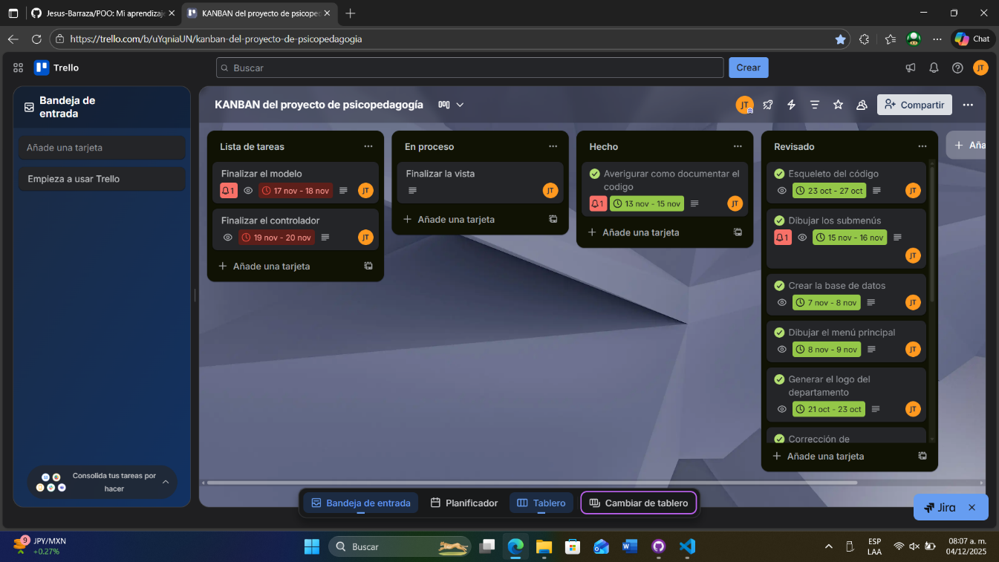 Jesus-Barraza/POO: Mi aprendizaje
KANBAN del proyecto de psicoped
https://trello.com/b/uYqniaUN/kanban-del-proyecto-de-psicopedagogia
Chat
Trello
Buscar
Crear
JT
Bandeja de
entrada
Añade una tarjeta
Empieza a usar Trello
Consolida tus tareas por
hacer
KANBAN del proyecto de psicopedagogía
JT
Compartir
Lista de tareas
Finalizar el modelo
1
17 nov - 18 nov
JT
Finalizar el controlador
19 nov - 20 nov
JT
Añade una tarjeta
En proceso
Finalizar la vista
JT
Añade una tarjeta
Hecho
Averigurar como documentar el
codigo
1
13 nov - 15 nov
JT
Añade una tarjeta
Revisado
Esqueleto del código
23 oct - 27 oct
JT
Dibujar los submenús
1
15 nov - 16 nov
JT
Crear la base de datos
7 nov - 8 nov
JT
Dibujar el menú principal
8 nov - 9 nov
JT
Generar el logo del
departamento
21 oct - 23 oct
JT
Corrección de
Añade una tarjeta
Aña
Bandeja de entrada
Planificador
Tablero
Cambiar de tablero
Jira
9
JPY/MXN
+0.27%
Buscar
ESP
LAA
08:07 a. m.
04/12/2025